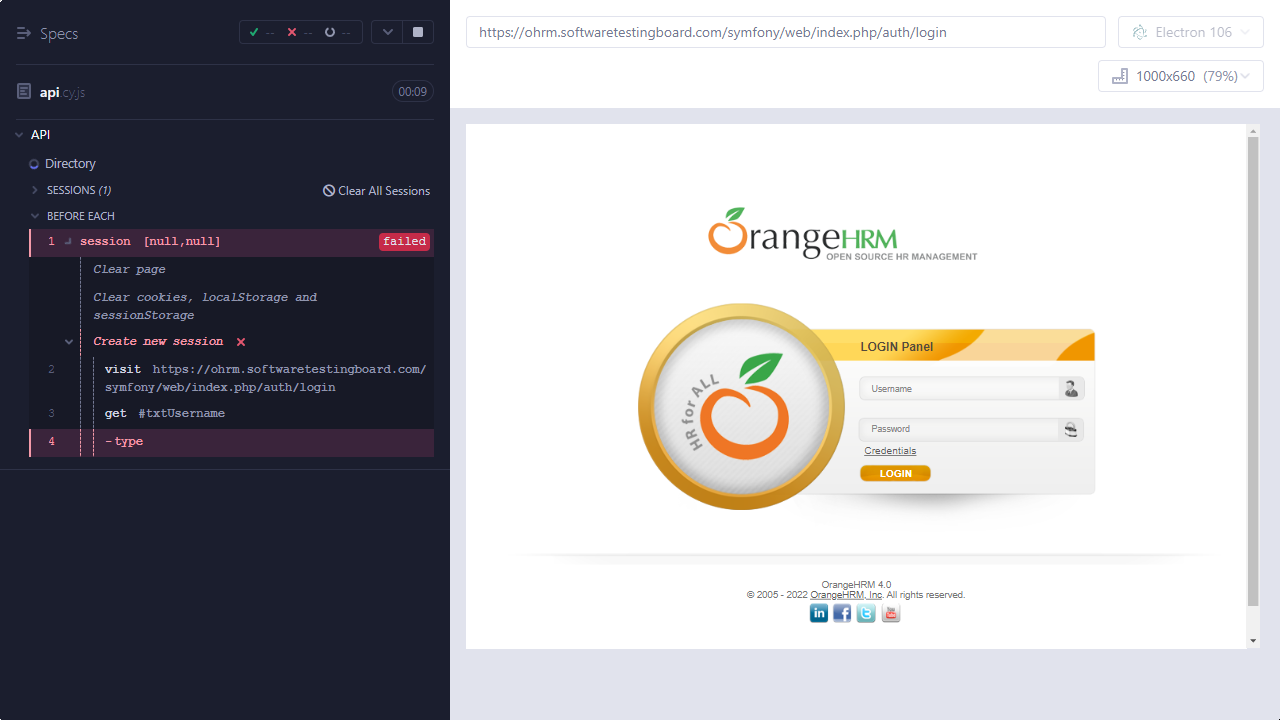 Specs
--
--
--
api.cy.js
00:09
API
Directory
SESSIONS (1)
Clear All Sessions
BEFORE EACH
1 session [null,null] failed
Clear page
Clear cookies, localStorage and
sessionStorage
Create new session
2 visit https://ohrm.softwaretestingboard.com/
symfony/web/index.php/auth/login
3 get #txtUsername
4 -type
https://ohrm.softwaretestingboard.com/symfony/web/index.php/auth/login
Electron 106
1000x660 (79%)
OrangeHRM
OPEN SOURCE HR MANAGEMENT
HR for ALL
LOGIN Panel
Username
Password
Credentials
LOGIN
OrangeHRM 4.0
© 2005 - 2022 OrangeHRM, Inc. All rights reserved.
in f t You